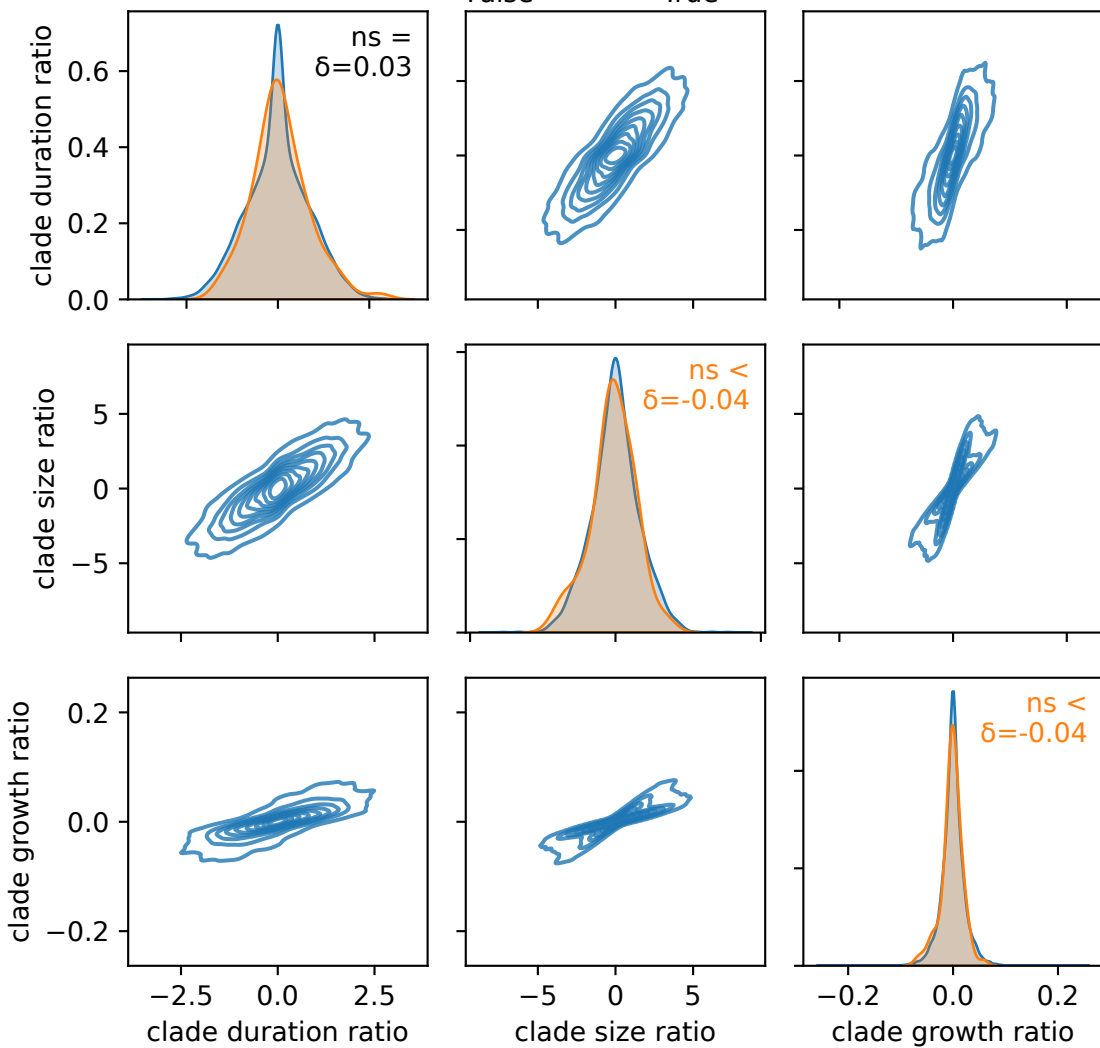 clade duration ratio
0.6
0.4
0.2
0.0
ns =
δ=0.03
clade size ratio
5
0
−5
ns <
δ=-0.04
clade growth ratio
0.2
0.0
−0.2
ns <
δ=-0.04
−2.5 0.0 2.5
−5 0 5
−0.2 0.0 0.2
clade duration ratio
clade size ratio
clade growth ratio